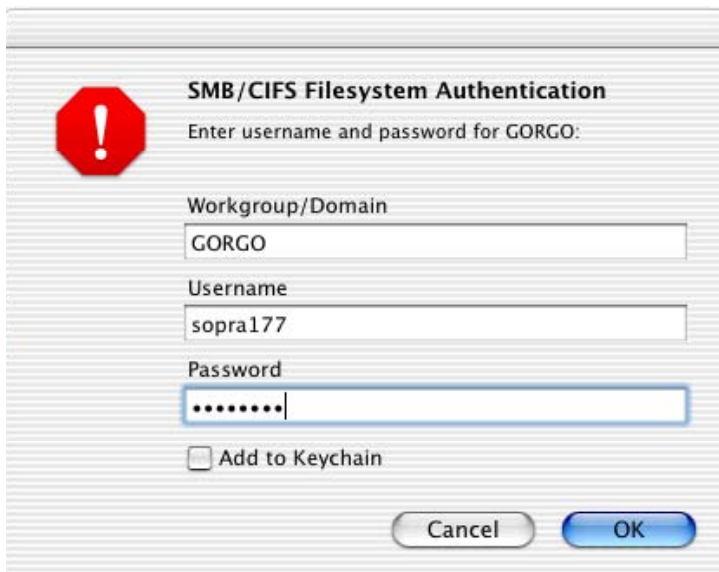 SMB/CIFS Filesystem Authentication
Enter username and password for GORGO:
Workgroup/Domain
GORGO
Username
sopra177
Password
••••••••
Add to Keychain
Cancel OK